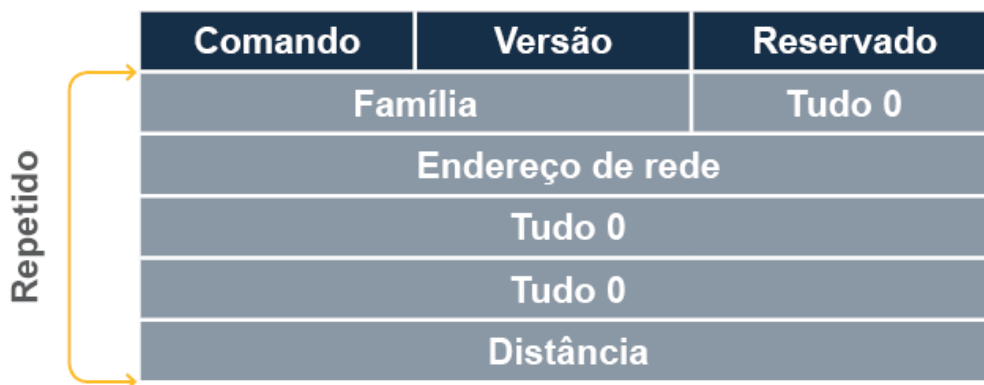 Comando Versão Reservado
Família Tudo 0
Endereço de rede
Tudo 0
Tudo 0
Distância
Repetido